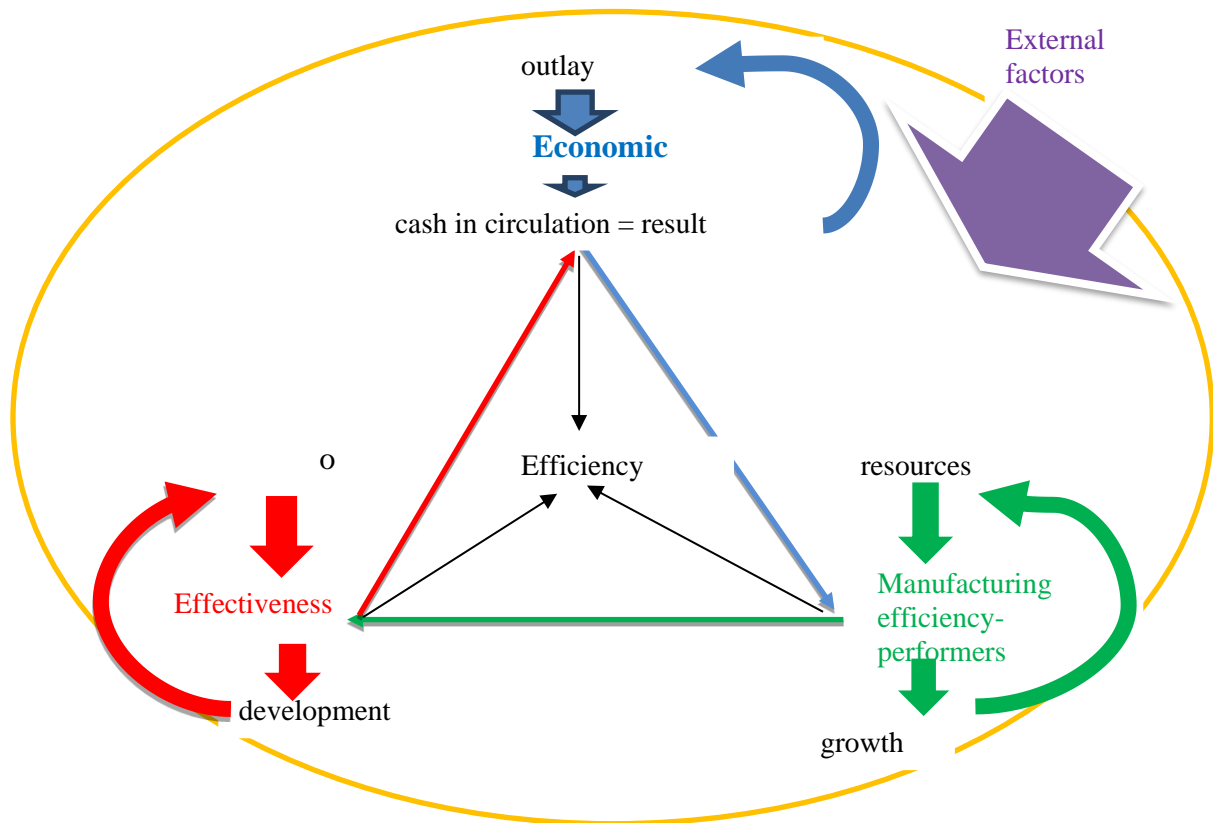 External
factors
outlay
Economic
cash in circulation = result
o
Efficiency
resources
Effectiveness
Manufacturing
efficiency-
performers
development
growth